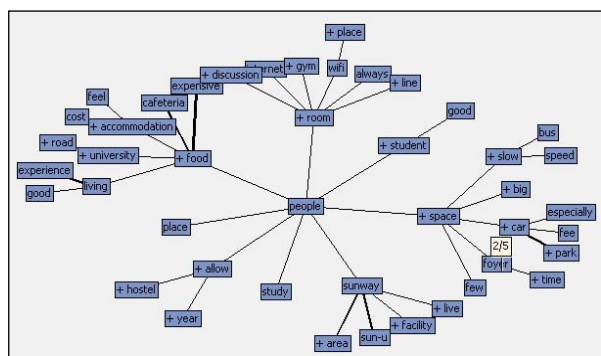 + place
+ gym
wifi
always
+ discussion
expensive
+ line
feel
cafeteria
cost
+ accommodation
+ room
good
bus
+ road
+ university
+ food
+ student
+ slow
speed
experience
living
good
+ big
people
place
+ space
especially
+ car
fee
2/5
+ park
+ allow
foyer
+ hostel
study
sunway
few
+ time
+ live
+ year
+ facility
+ area
sun-u